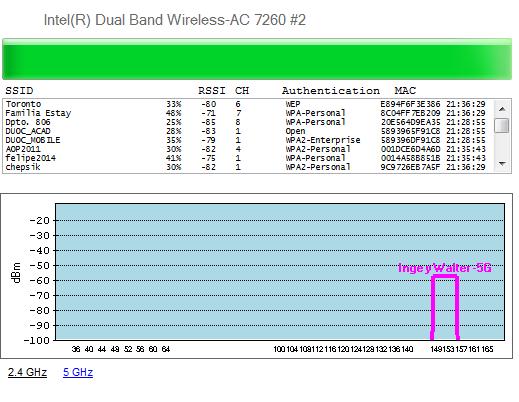 Intel(R) Dual Band Wireless-AC 7260 #2
SSID RSSI CH Authentication MAC
Toronto 33% -80 6 WEP E894F6F3E386 21:36:29
Familia Estay 48% -71 7 WPA-Personal 8C04FF7EB209 21:36:29
Dpto. 806 25% -85 8 WPA-Personal 20E564D9EA35 21:28:55
DUOC_ACAD 28% -83 1 Open 5893965F91C8 21:28:55
DUOC_MOBILE 35% -79 1 WPA2-Enterprise 589396DF91C8 21:28:55
AOP2011 30% -82 4 WPA2-Personal 001DCE6D4A6D 21:35:43
felipe2014 41% -75 1 WPA-Personal 0014A58B851B 21:35:43
chepsik 30% -82 1 WPA2-Personal 9C9726EB7A5F 21:36:29
dBm
-20
-30
-40
-50
IngeyWalter-5G
-60
-70
-80
-90
-100
36 40 44 48 52 56 60 64 100 104 108 112 116 120 124 128 132 136 140 149 153 157 161 165
2.4 GHz 5 GHz